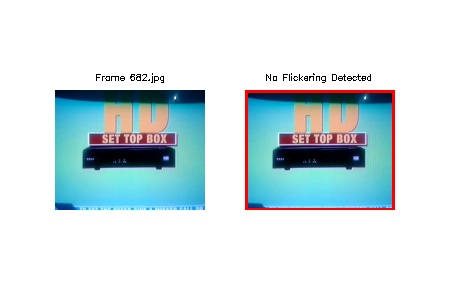 Frame 682.jpg
No Flickering Detected
HD
SET TOP BOX
HD
SET TOP BOX